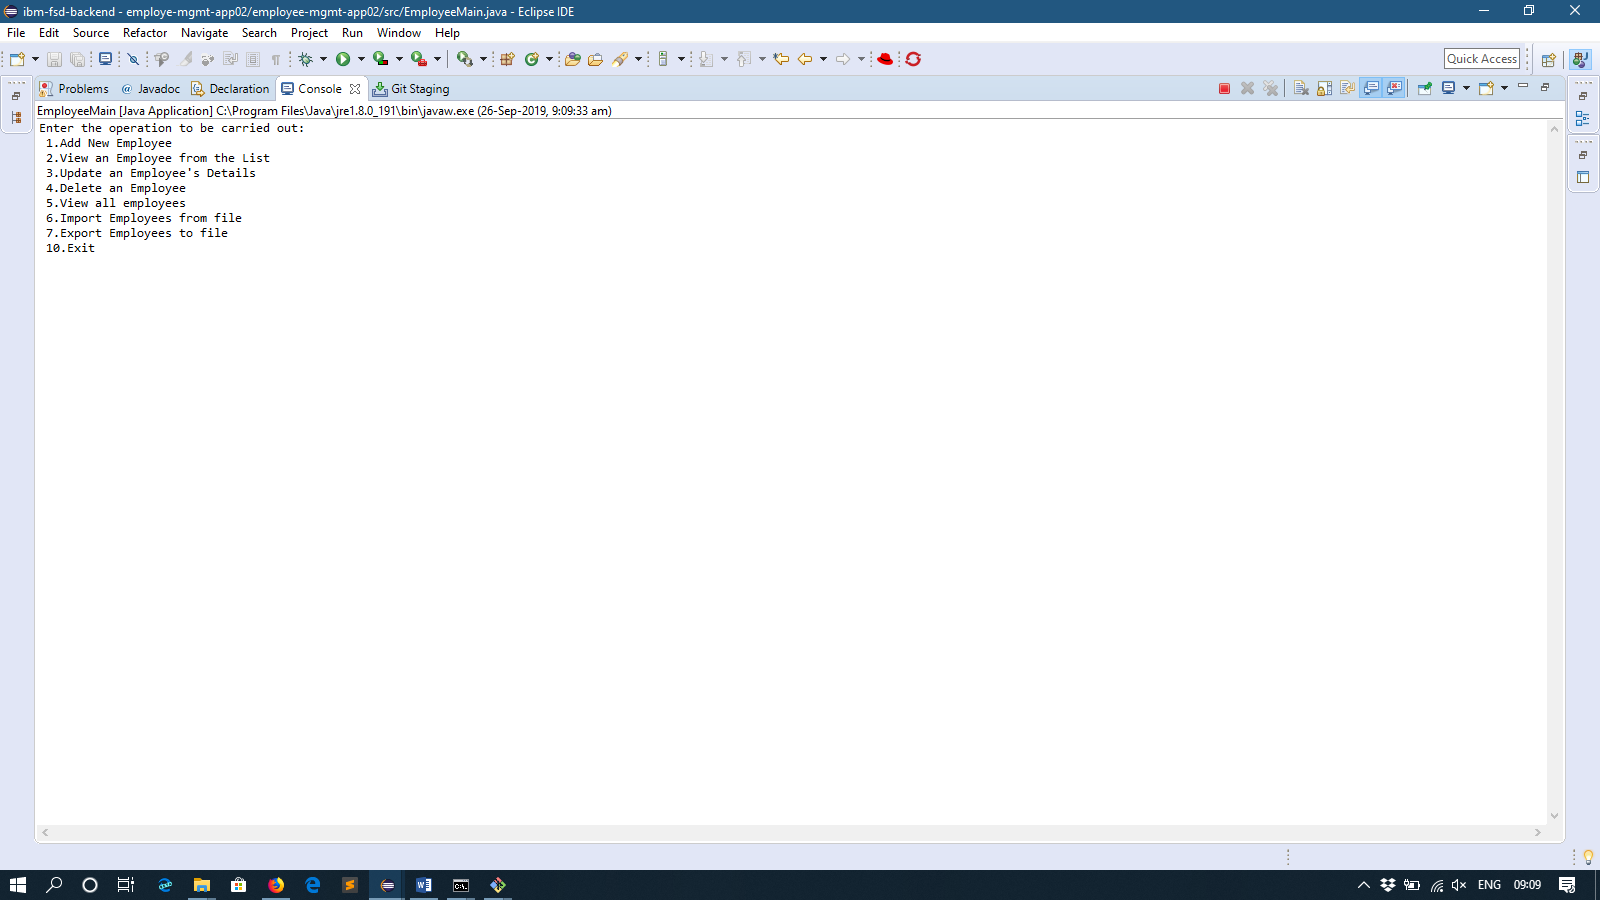 ibm-fsd-backend - employe-mgmt-app02/employee-mgmt-app02/src/EmployeeMain.java - Eclipse IDE
File Edit Source Refactor Navigate Search Project Run Window Help
Quick Access
Problems @ Javadoc Declaration Console Git Staging
EmployeeMain [Java Application] C:\Program Files\Java\jre1.8.0_191\bin\javaw.exe (26-Sep-2019, 9:09:33 am)
Enter the operation to be carried out:
1.Add New Employee
2.View an Employee from the List
3.Update an Employee's Details
4.Delete an Employee
5.View all employees
6.Import Employees from file
7.Export Employees to file
10.Exit
ENG 09:09